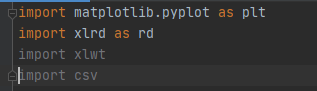 import matplotlib.pyplot as plt
import xlrd as rd
import xlwt
import csv